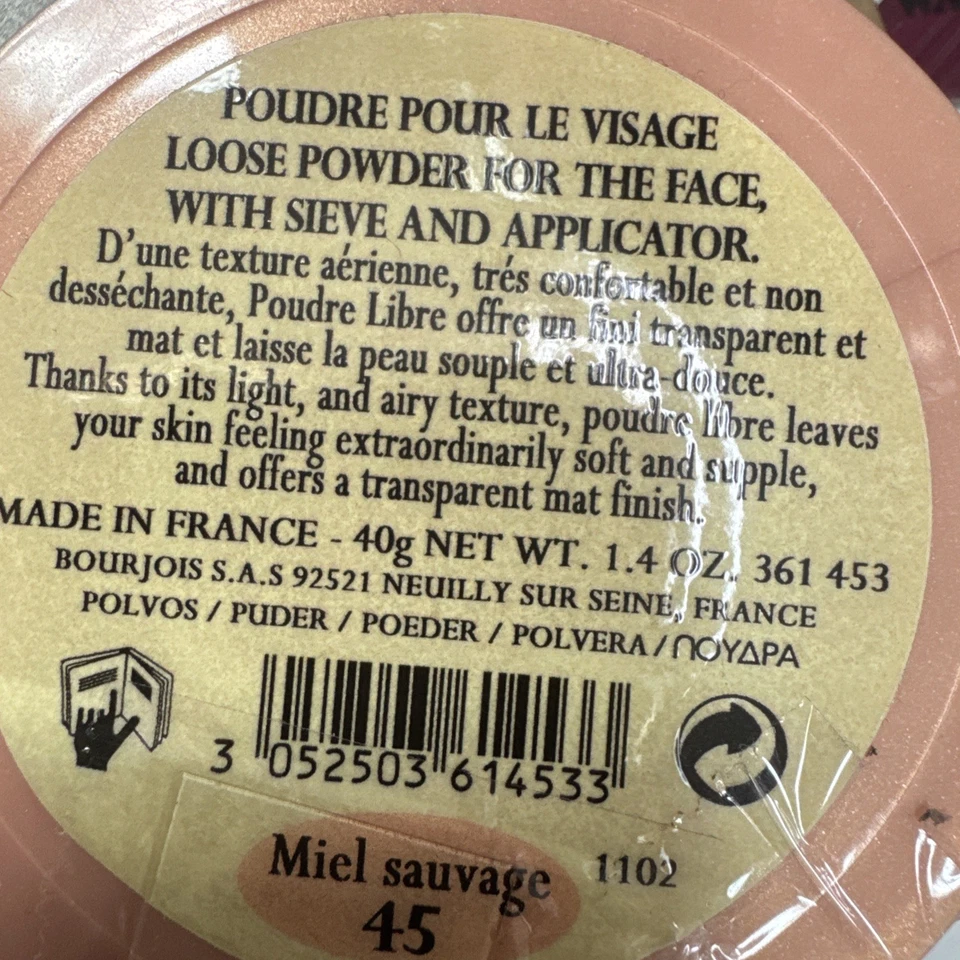 POUDRE POUR LE VISAGE
LOOSE POWDER FOR THE FACE,
WITH SIEVE AND APPLICATOR.
D'une texture aérienne, trés confortable et non
desséchante, Poudre Libre offre un fini transparent et
mat et laisse la peau souple et ultra-douce.
Thanks to its light, and airy texture, poudre libre leaves
your skin feeling extraordinarily soft and supple,
and offers a transparent mat finish.
MADE IN FRANCE - 40g NET WT. 1.4 OZ. 361 453
BOURJOIS S.A.S 92521 NEUILLY SUR SEINE, FRANCE
POLVOS / PUDER / POEDER / POLVERA / ΠΟΥΔΡΑ
3 052503 614533
Miel sauvage 1102
45